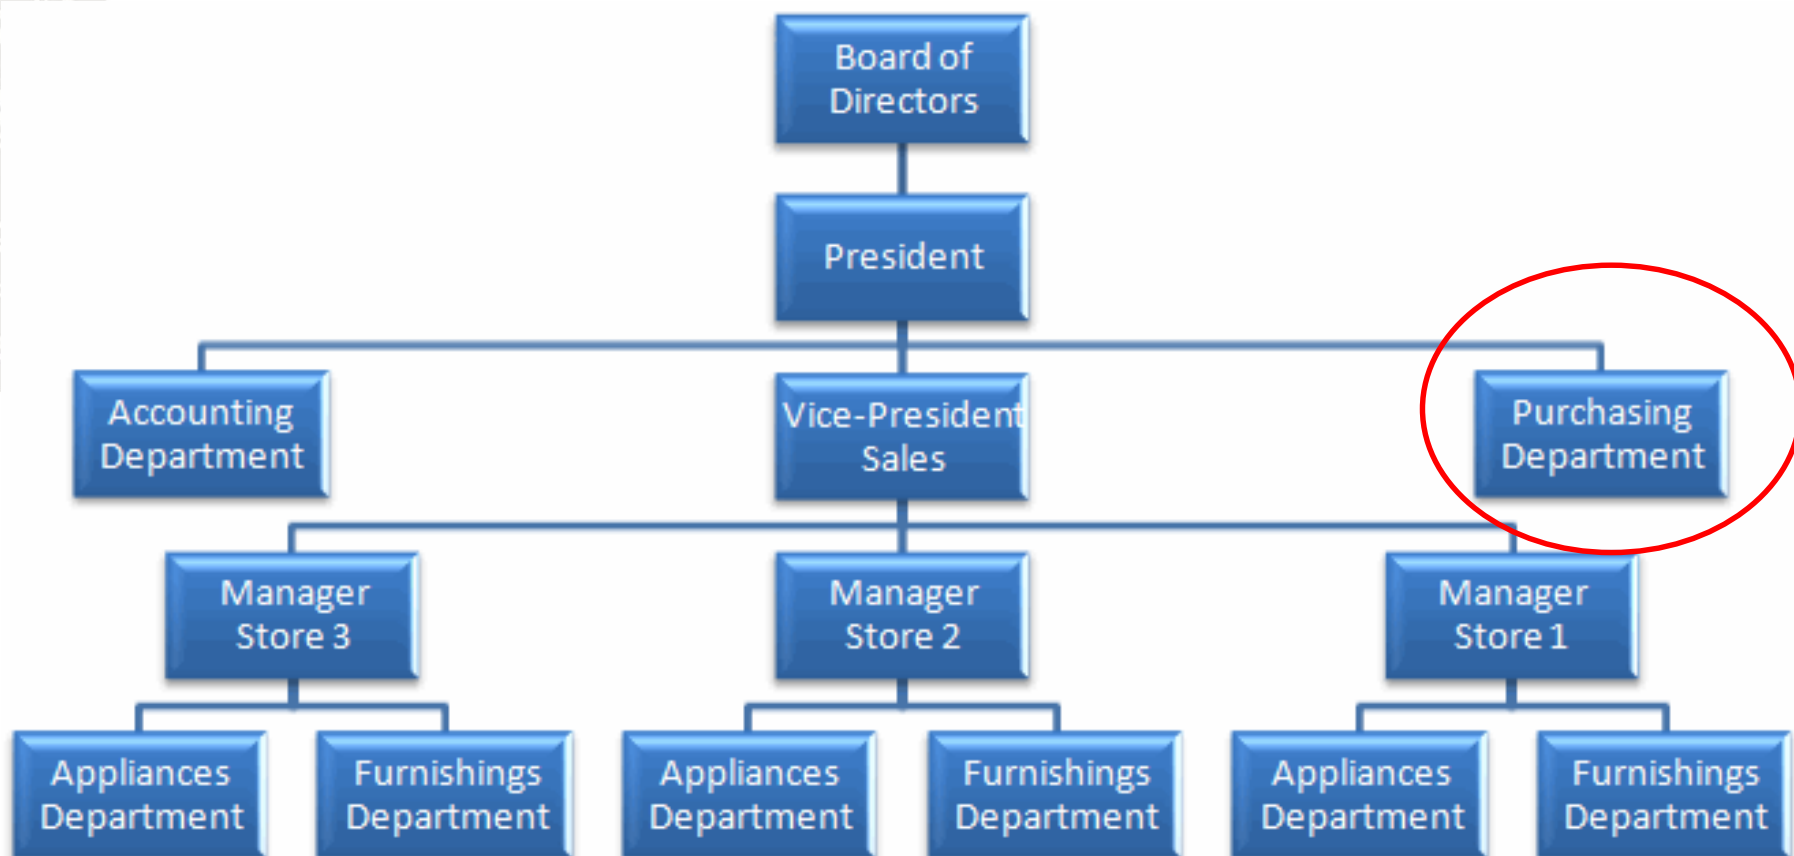 Board of
Directors
President
Accounting
Department
Vice-President
Sales
Purchasing
Department
Manager
Store 3
Manager
Store 2
Manager
Store 1
Appliances
Department
Furnishings
Department
Appliances
Department
Furnishings
Department
Appliances
Department
Furnishings
Department